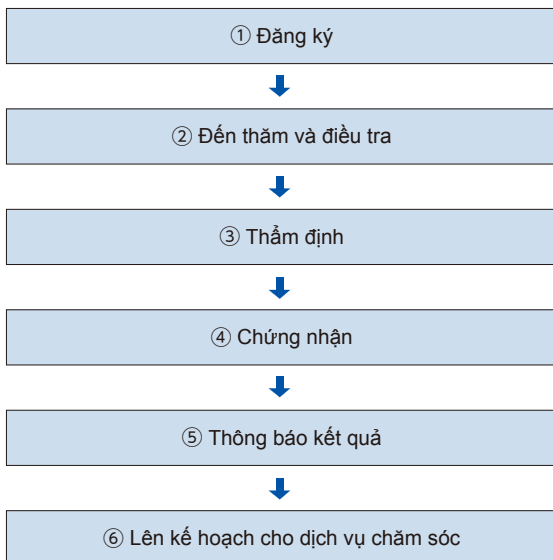 ① Đăng ký
② Đến thăm và điều tra
③ Thẩm định
④ Chứng nhận
⑤ Thông báo kết quả
⑥ Lên kế hoạch cho dịch vụ chăm sóc